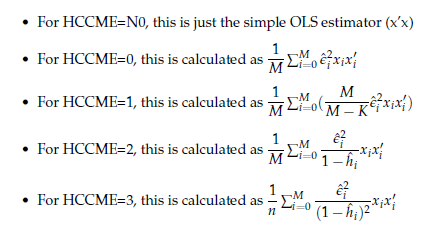 • For HCCME=N0, this is just the simple OLS estimator (x′x)
• For HCCME=0, this is calculated as $\frac{1}{M}\sum_{i=0}^{M} \hat{e}_i^2 x_i x_i'$
• For HCCME=1, this is calculated as $\frac{1}{M}\sum_{i=0}^{M} (\frac{M}{M-K} \hat{e}_i^2 x_i x_i')$
• For HCCME=2, this is calculated as $\frac{1}{M}\sum_{i=0}^{M} \frac{\hat{e}_i^2}{1-\hat{h}_i} x_i x_i'$
• For HCCME=3, this is calculated as $\frac{1}{n}\sum_{i=0}^{M} \frac{\hat{e}_i^2}{(1-\hat{h}_i)^2} x_i x_i'$